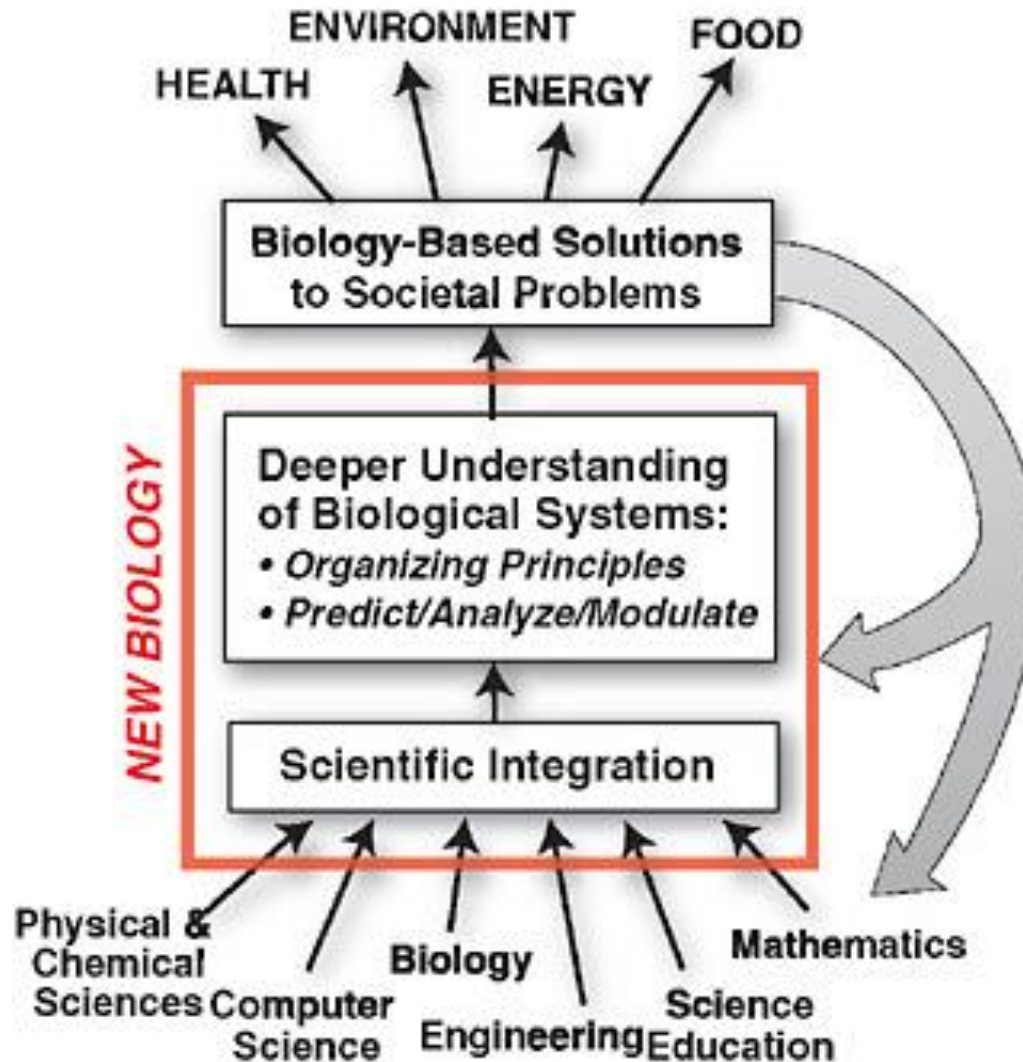 ENVIRONMENT
FOOD
HEALTH
ENERGY
Biology-Based Solutions
to Societal Problems
NEW BIOLOGY
Deeper Understanding
of Biological Systems:
• Organizing Principles
• Predict/Analyze/Modulate
Scientific Integration
Physical &
Chemical
Sciences
Computer
Science
Biology
Engineering
Science
Education
Mathematics